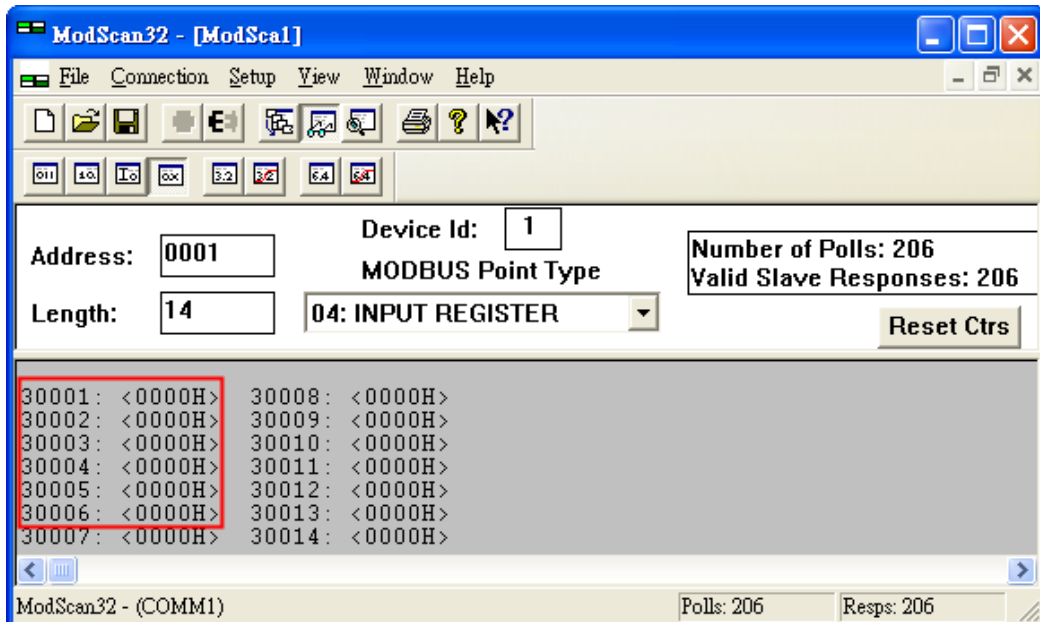 ModScan32 - [ModSca1]
File Connection Setup View Window Help
Device Id: 1
Address: 0001
MODBUS Point Type
Number of Polls: 206
Valid Slave Responses: 206
Length: 14
04: INPUT REGISTER
Reset Ctrs
30001: <0000H> 30008: <0000H>
30002: <0000H> 30009: <0000H>
30003: <0000H> 30010: <0000H>
30004: <0000H> 30011: <0000H>
30005: <0000H> 30012: <0000H>
30006: <0000H> 30013: <0000H>
30007: <0000H> 30014: <0000H>
ModScan32 - (COMM1) Polls: 206 Resps: 206